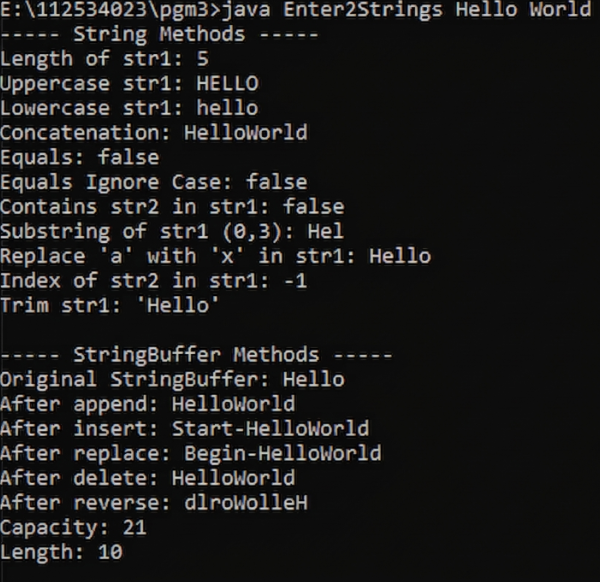 E:\112534023\pgm3>java Enter2Strings Hello World
----- String Methods -----
Length of str1: 5
Uppercase str1: HELLO
Lowercase str1: hello
Concatenation: HelloWorld
Equals: false
Equals Ignore Case: false
Contains str2 in str1: false
Substring of str1 (0,3): Hel
Replace 'a' with 'x' in str1: Hello
Index of str2 in str1: -1
Trim str1: 'Hello'

----- StringBuffer Methods -----
Original StringBuffer: Hello
After append: HelloWorld
After insert: Start-HelloWorld
After replace: Begin-HelloWorld
After delete: HelloWorld
After reverse: dlroWolleH
Capacity: 21
Length: 10